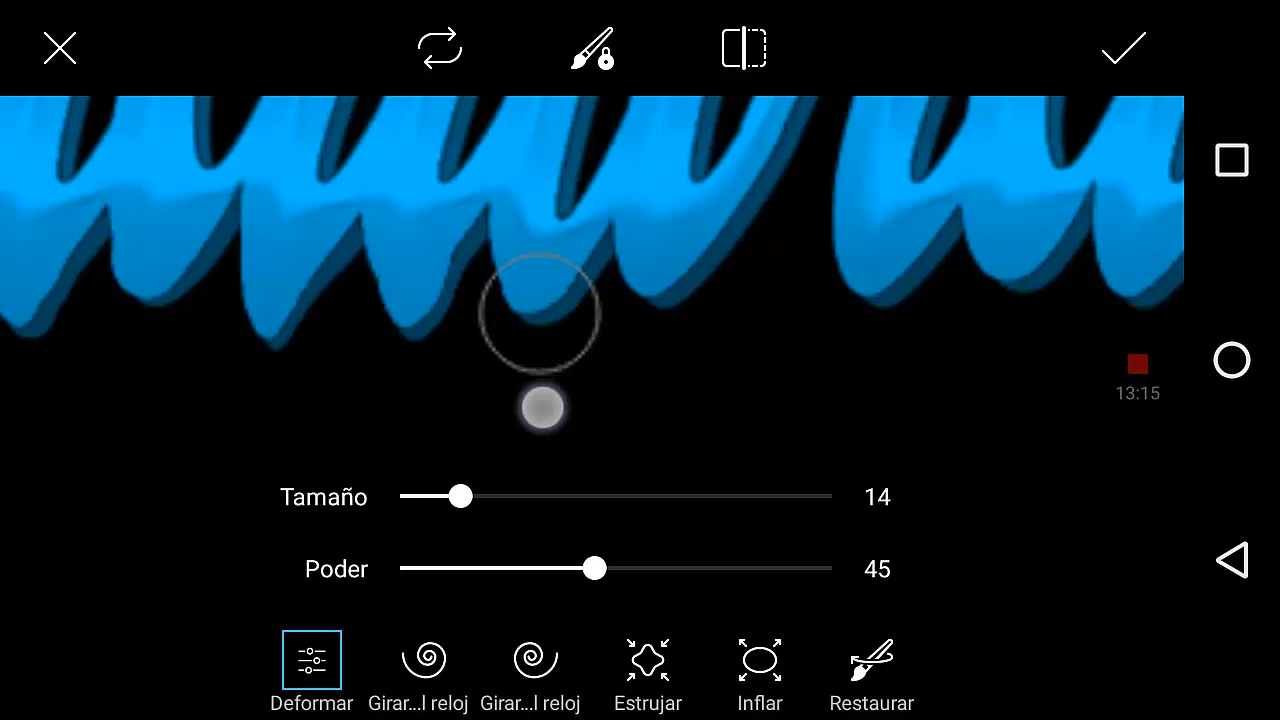 13:15
Tamaño 14
Poder 45
Deformar Girar...l reloj Girar...l reloj Estrujar Inflar Restaurar